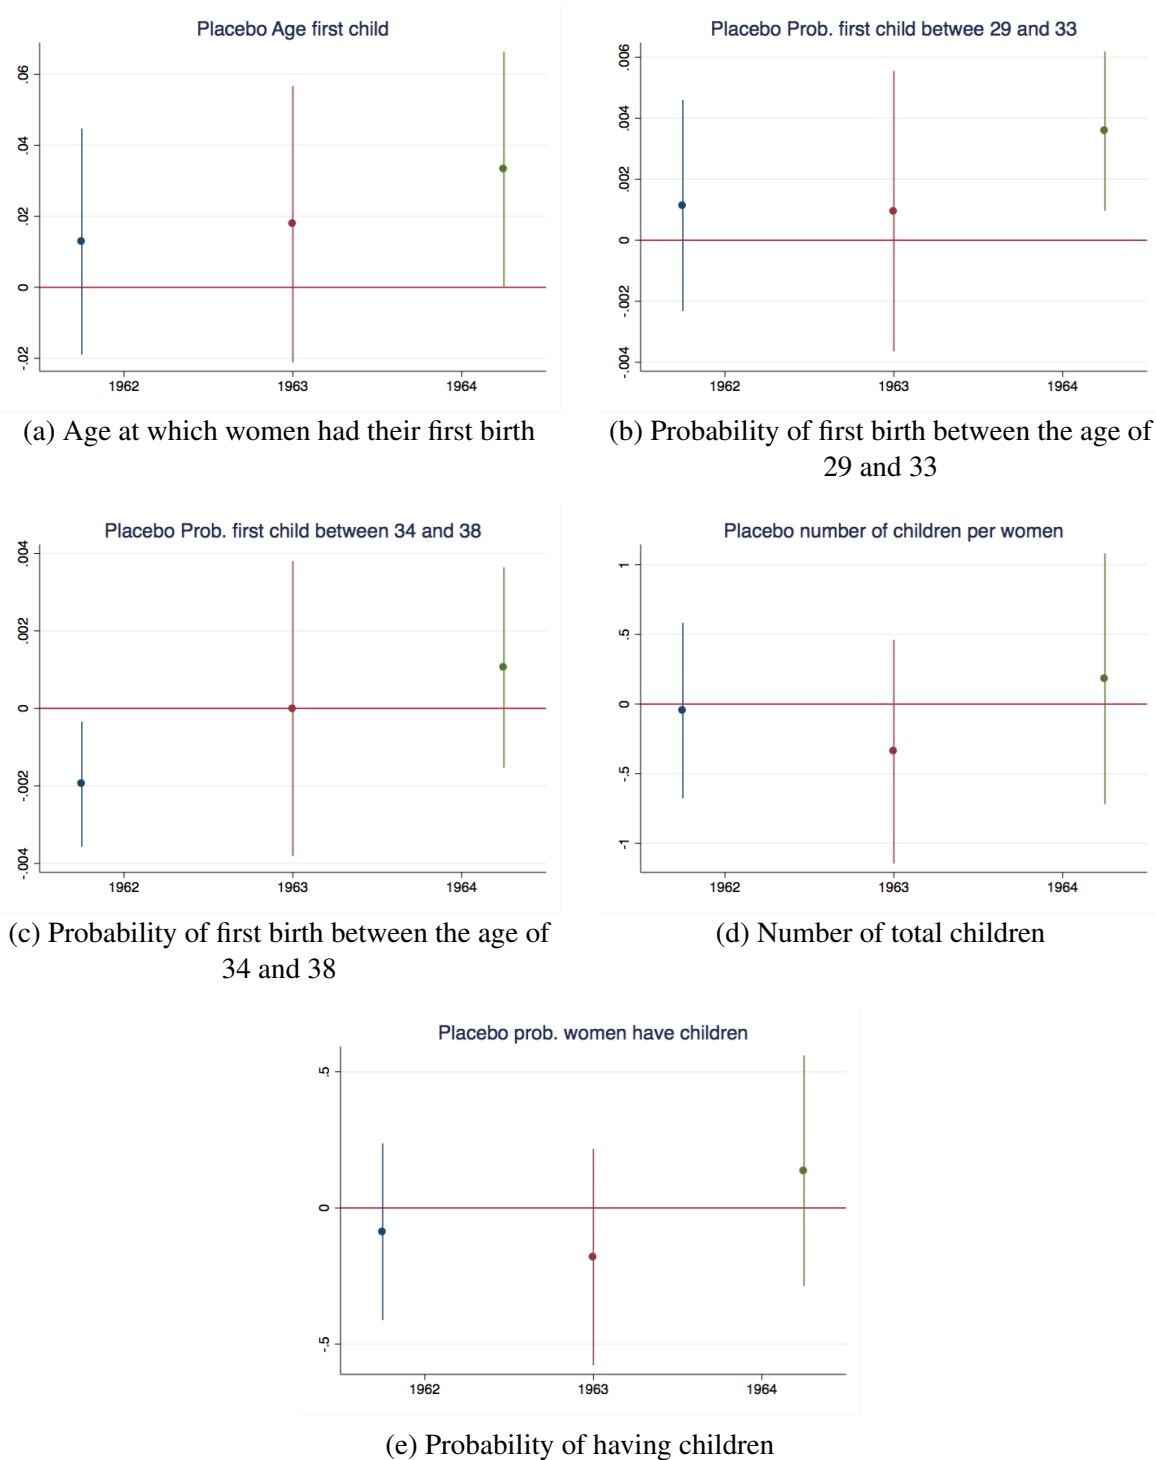 Placebo Age first child
.06
.04
.02
0
-.02
1962 1963 1964
(a) Age at which women had their first birth
Placebo Prob. first child betwee 29 and 33
.006
.004
.002
0
-.002
-.004
1962 1963 1964
(b) Probability of first birth between the age of
29 and 33
Placebo Prob. first child between 34 and 38
.004
.002
0
-.002
-.004
1962 1963 1964
(c) Probability of first birth between the age of
34 and 38
Placebo number of children per women
1
.5
0
-.5
-1
1962 1963 1964
(d) Number of total children
Placebo prob. women have children
.5
0
-.5
1962 1963 1964
(e) Probability of having children